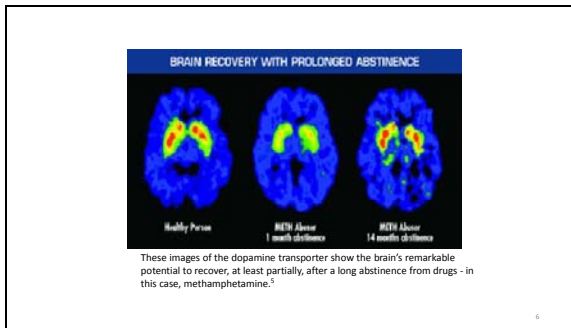 BRAIN RECOVERY WITH PROLONGED ABSTINENCE
Healthy Person
METH Abuser
1 month abstinence
METH Abuser
14 months abstinence
These images of the dopamine transporter show the brain's remarkable
potential to recover, at least partially, after a long abstinence from drugs - in
this case, methamphetamine.⁵
6